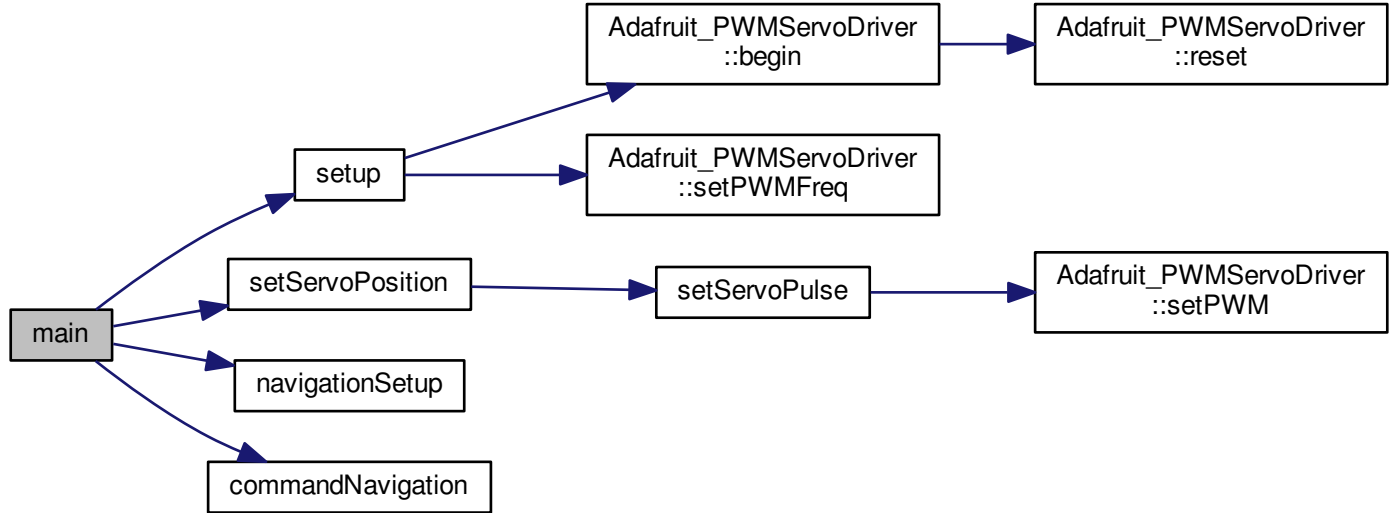 Adafruit_PWMServoDriver
::begin
Adafruit_PWMServoDriver
::reset
setup
Adafruit_PWMServoDriver
::setPWMFreq
setServoPosition
setServoPulse
Adafruit_PWMServoDriver
::setPWM
main
navigationSetup
commandNavigation